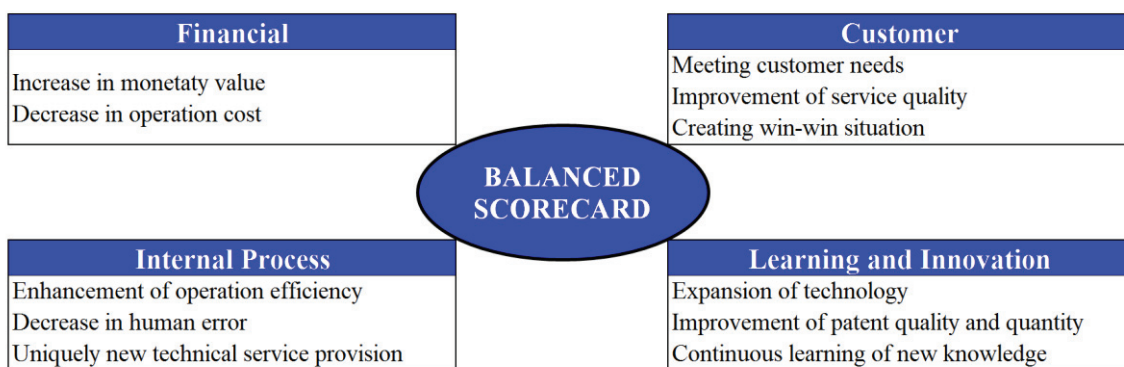 Financial
Increase in monetaty value
Decrease in operation cost
Customer
Meeting customer needs
Improvement of service quality
Creating win-win situation
BALANCED
SCORECARD
Internal Process
Enhancement of operation efficiency
Decrease in human error
Uniquely new technical service provision
Learning and Innovation
Expansion of technology
Improvement of patent quality and quantity
Continuous learning of new knowledge